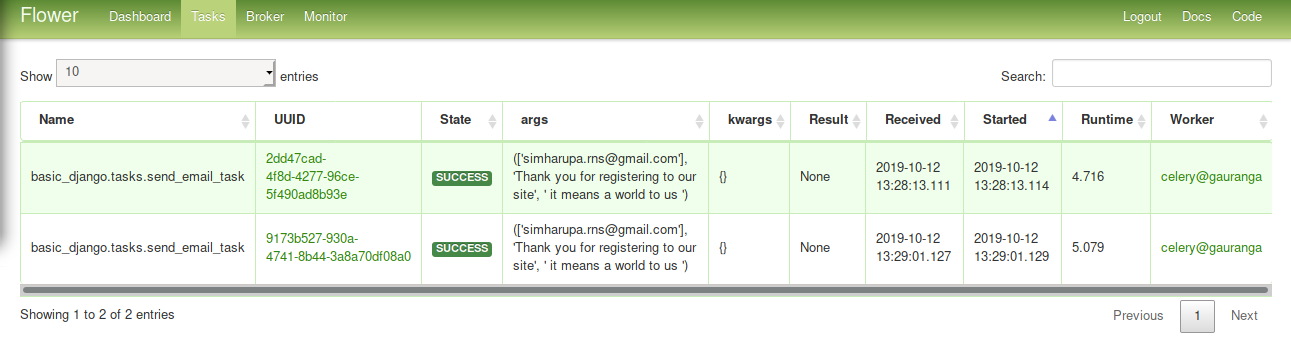 Flower Dashboard Tasks Broker Monitor Logout Docs Code
Show 10 entries Search:
Name UUID State args kwargs Result Received Started Runtime Worker
basic_django.tasks.send_email_task
2dd47cad-
4f8d-4277-96ce-
5f490ad8b93e
SUCCESS
(['simharupa.rns@gmail.com'],
'Thank you for registering to our
site', ' it means a world to us ')
{}
None
2019-10-12
13:28:13.111
2019-10-12
13:28:13.114
4.716
celery@gauranga
basic_django.tasks.send_email_task
9173b527-930a-
4741-8b44-3a8a70df08a0
SUCCESS
(['simharupa.rns@gmail.com'],
'Thank you for registering to our
site', ' it means a world to us ')
{}
None
2019-10-12
13:29:01.127
2019-10-12
13:29:01.129
5.079
celery@gauranga
Showing 1 to 2 of 2 entries Previous 1 Next